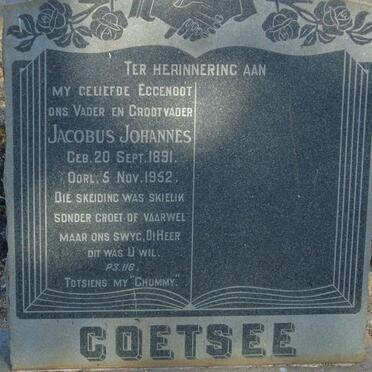 TER HERINNERING AAN
MY GELIEFDE EGGENOOT
ONS VADER EN GROOTVADER
JACOBUS JOHANNES
GEB. 20 SEPT. 1891.
OORL. 5 NOV. 1952.
DIE SKEIDING WAS SKIELIK
SONDER GROET OF VAARWEL
MAAR ONS SWYG, O! HEER
DIT WAS U WIL.
PS. 116.
TOTSIENS MY "CHUMMY."
COETSEE